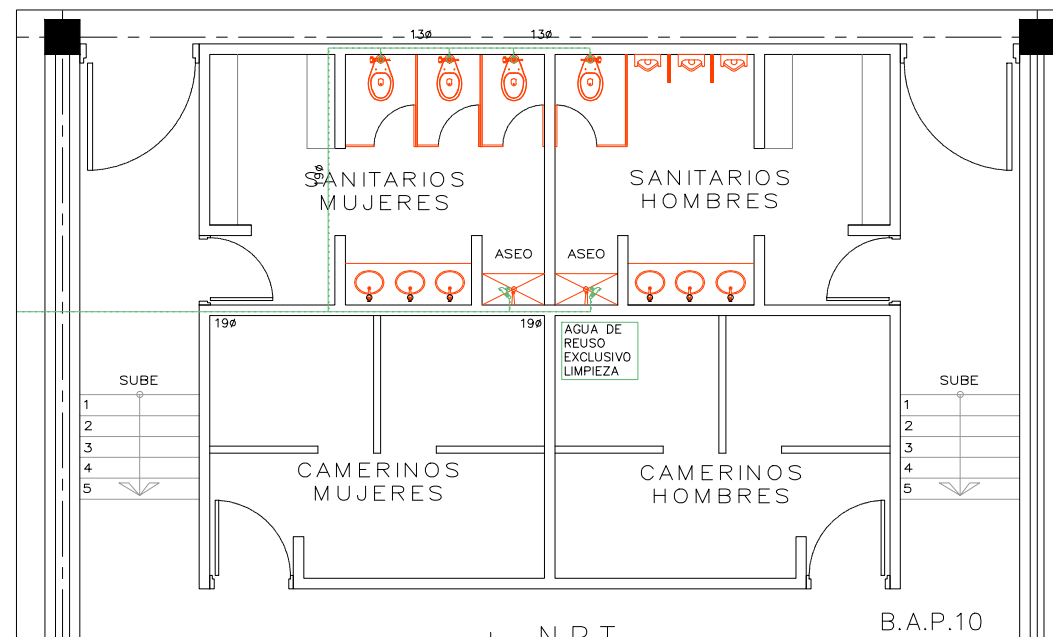 13ø 13ø
19ø
SANITARIOS
MUJERES
SANITARIOS
HOMBRES
ASEO
ASEO
19ø
19ø
AGUA DE
REUSO
EXCLUSIVO
LIMPIEZA
SUBE
1
2
3
4
5
SUBE
1
2
3
4
5
CAMERINOS
MUJERES
CAMERINOS
HOMBRES
B.A.P.10